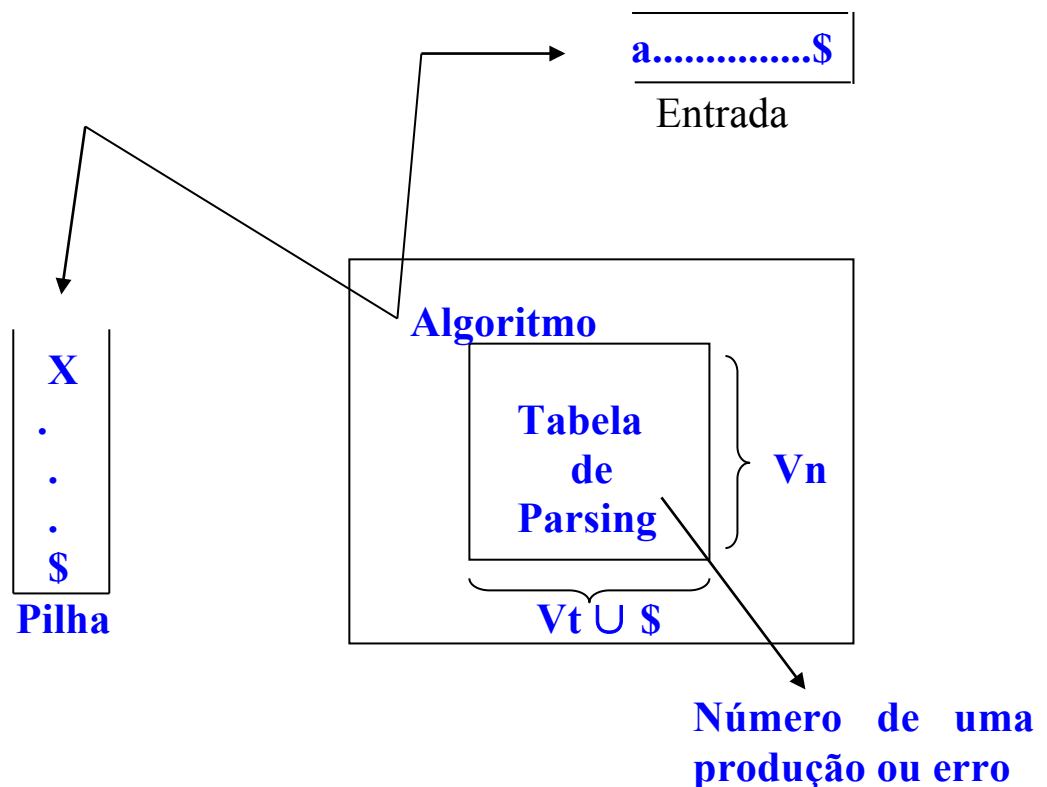 a...............$
Entrada
Algoritmo
X
.
.
.
$
Pilha
Tabela
de
Parsing
Vn
Vt ∪ $
Número de uma
produção ou erro